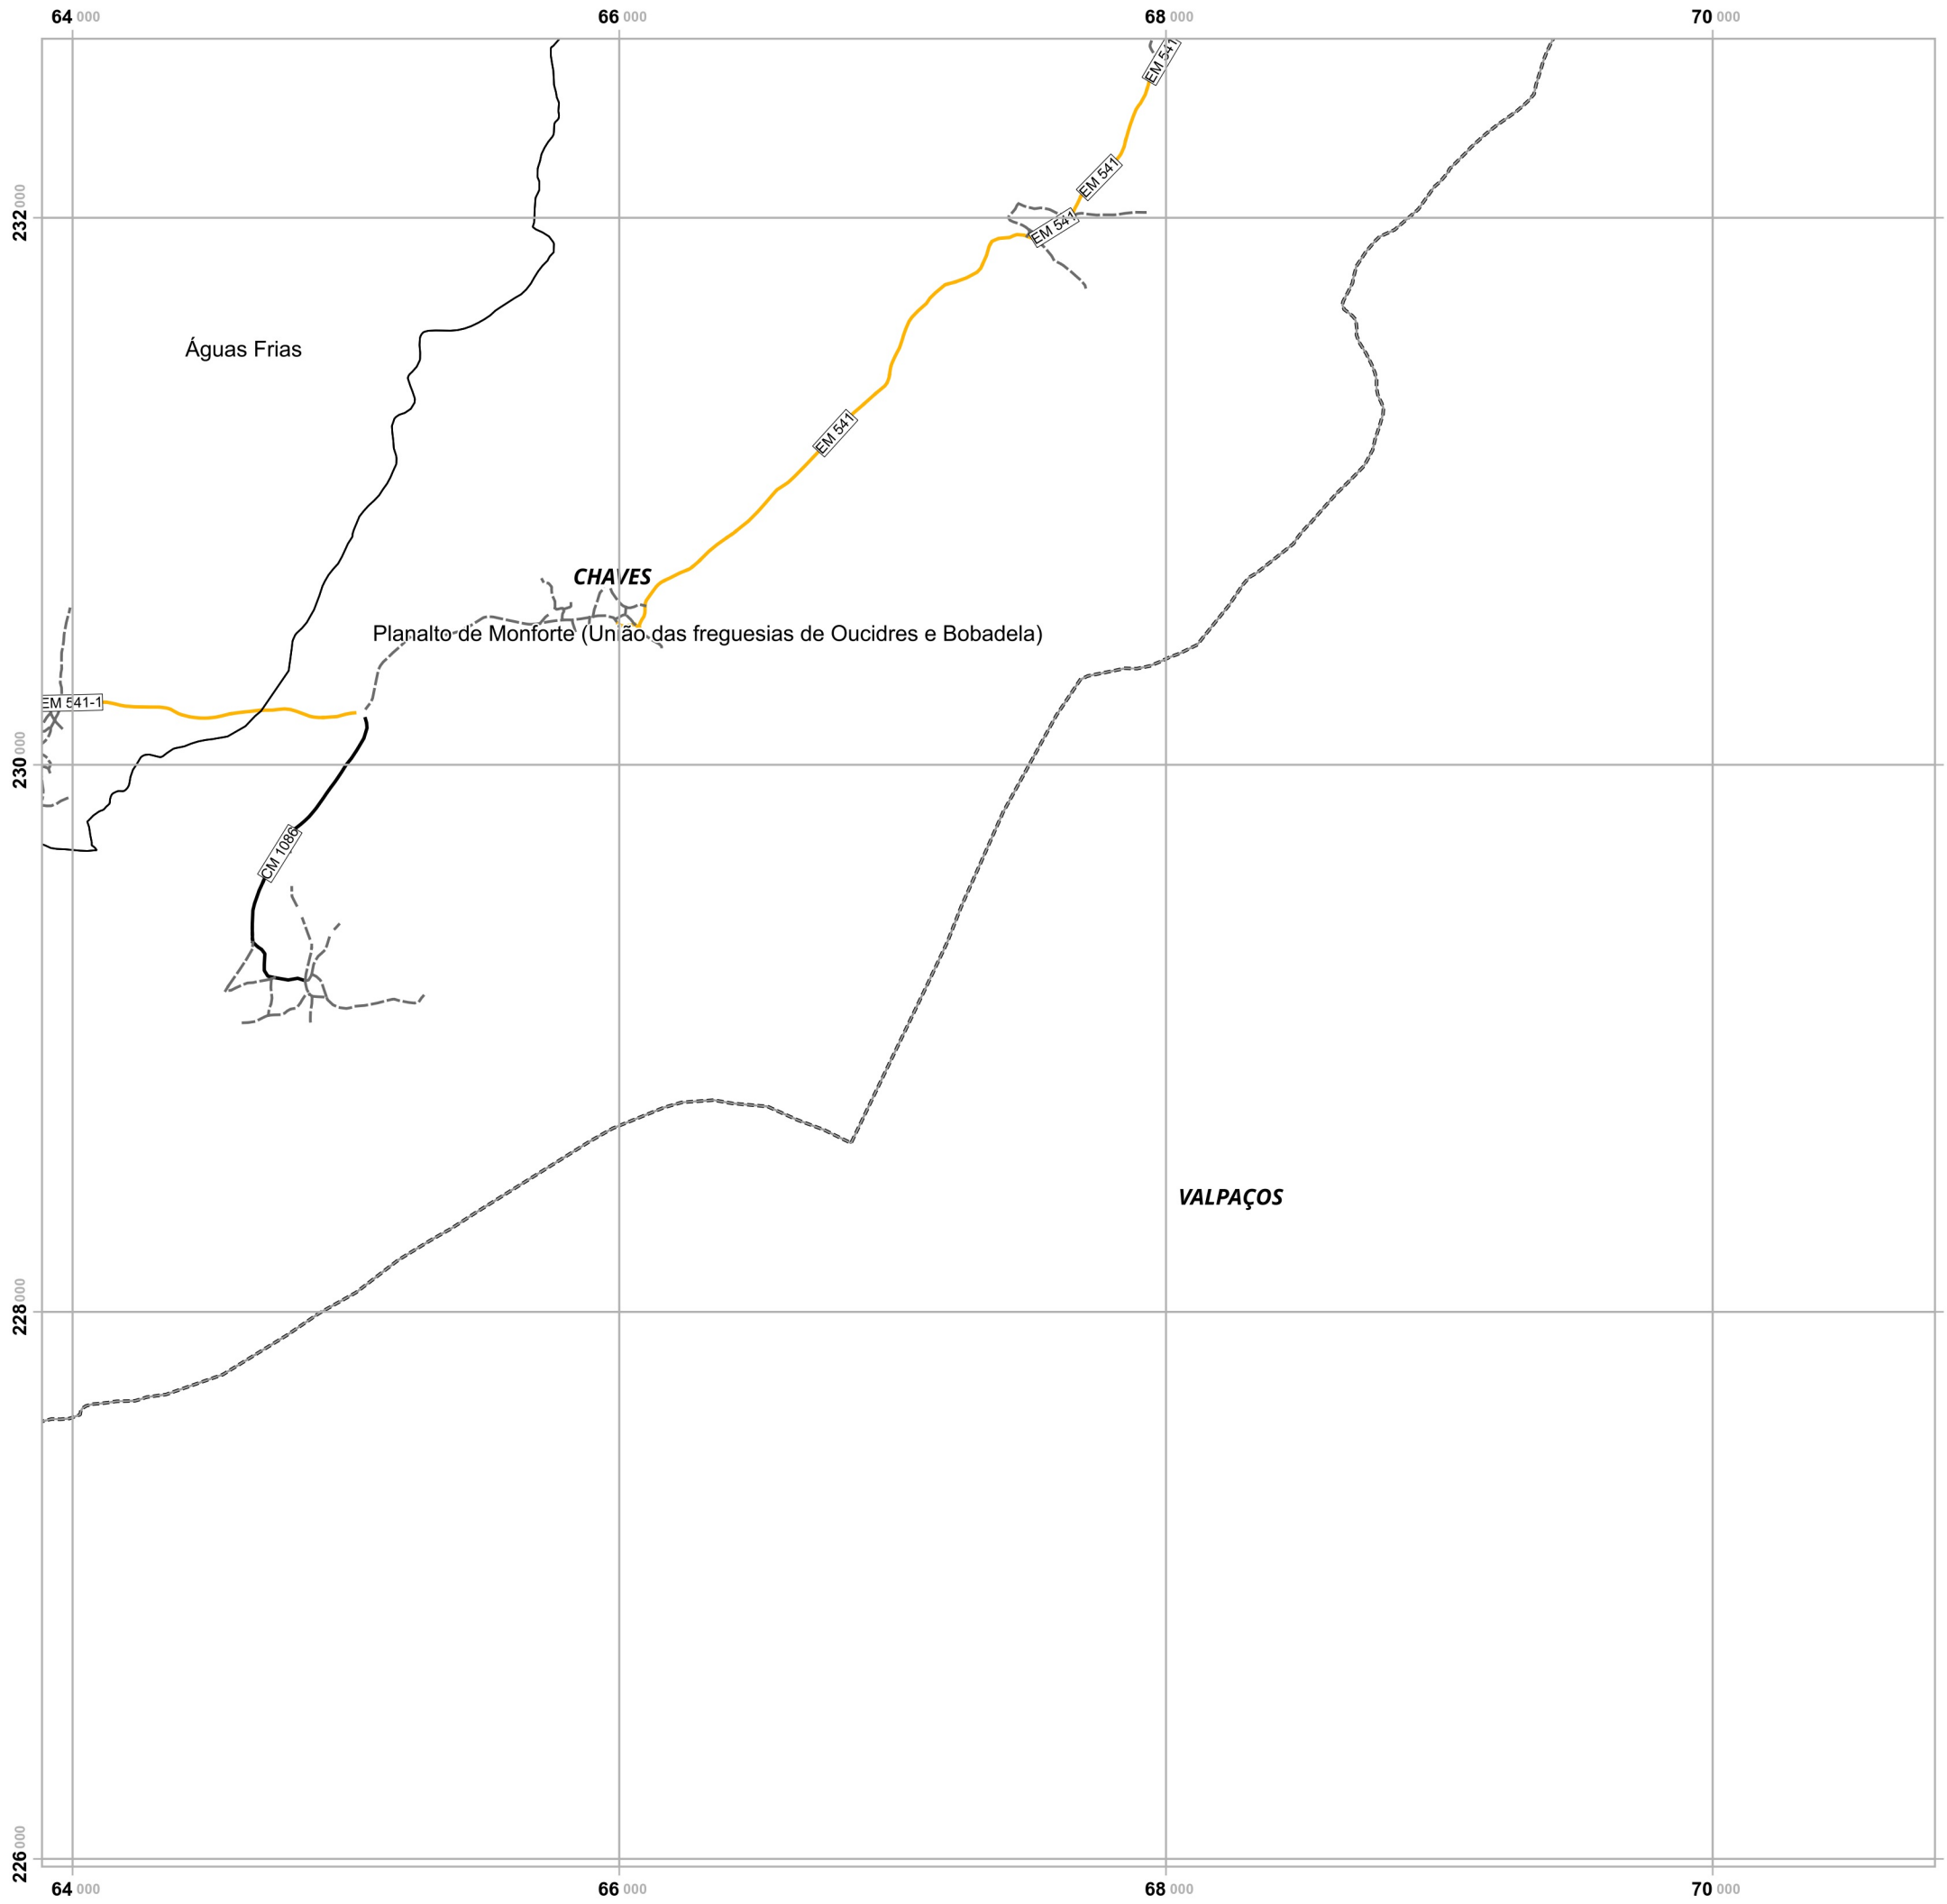 64 000
66 000
68 000
70 000
EM 541
EM 541
232 000
EM 541
Águas Frias
EM 541
CHAVES
Planalto de Monforte (União das freguesias de Oucidres e Bobadela)
EM 541-1
230 000
CM 1086
VALPAÇOS
228 000
226 000
64 000
66 000
68 000
70 000